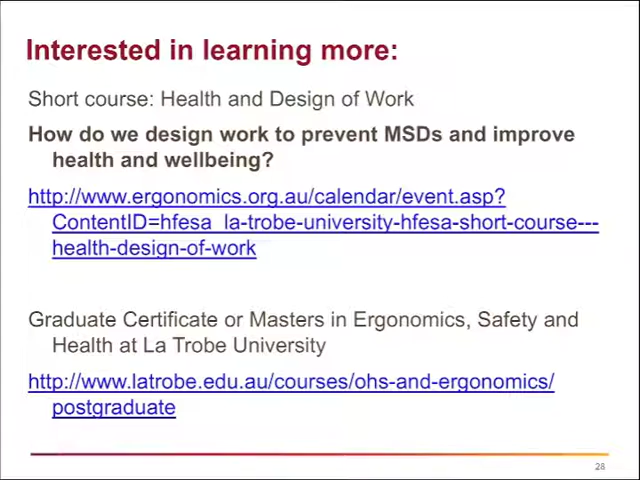 Interested in learning more:
Short course: Health and Design of Work
How do we design work to prevent MSDs and improve
health and wellbeing?
http://www.ergonomics.org.au/calendar/event.asp?
ContentID=hfesa_la-trobe-university-hfesa-short-course---
health-design-of-work
Graduate Certificate or Masters in Ergonomics, Safety and
Health at La Trobe University
http://www.latrobe.edu.au/courses/ohs-and-ergonomics/
postgraduate
28